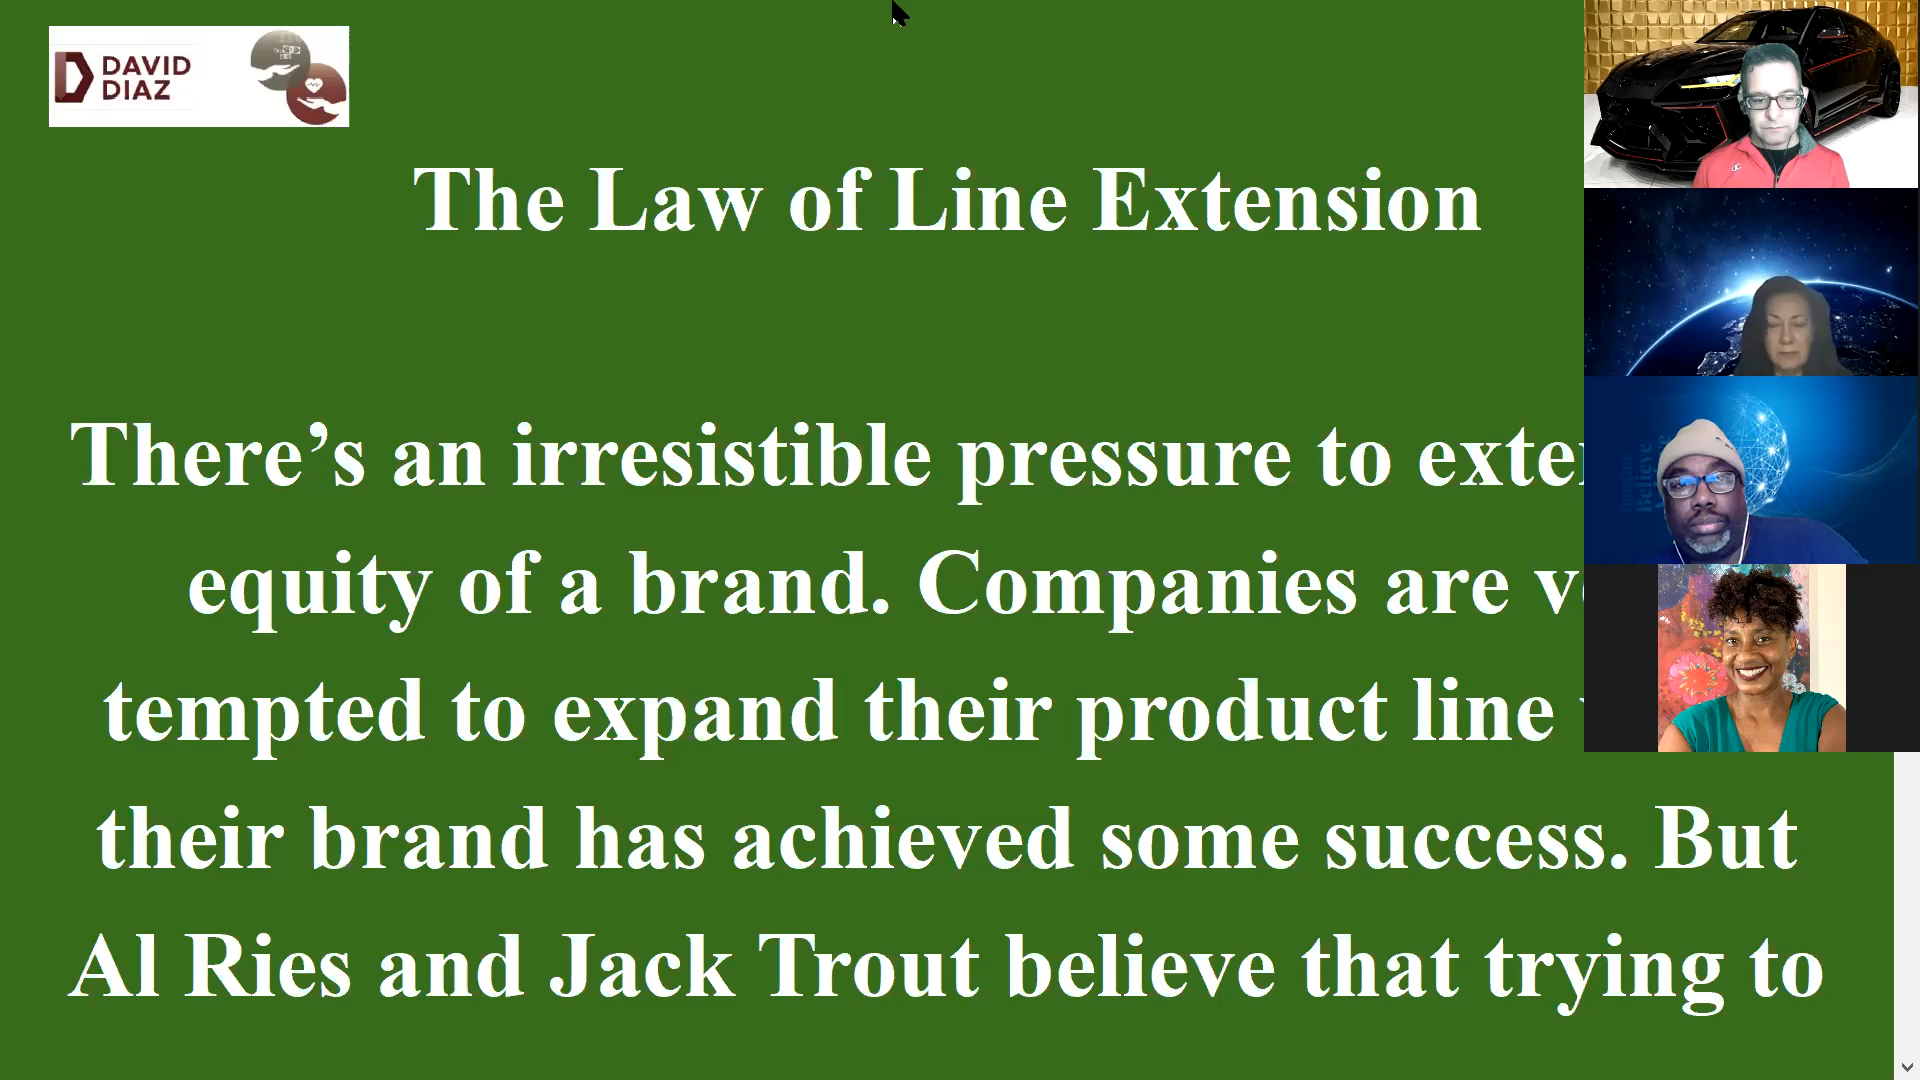 DAVID
DIAZ
The Law of Line Extension
There’s an irresistible pressure to exte
equity of a brand. Companies are v
tempted to expand their product line
their brand has achieved some success. But
Al Ries and Jack Trout believe that trying to
Believe